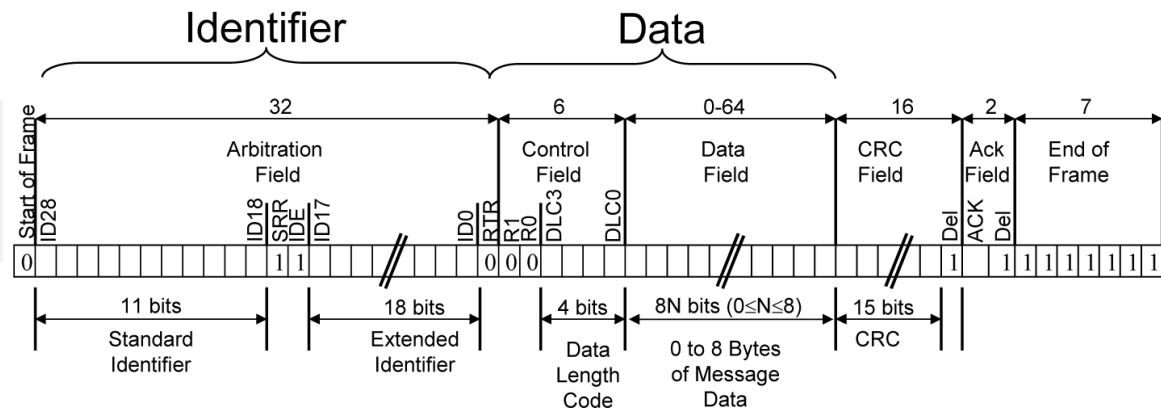 Identifier Data
32 6 0-64 16 2 7
Start of Frame
Arbitration
Field
Control
Field
Data
Field
CRC
Field
Ack
Field
End of
Frame
ID28
ID18
SRR
IDE
ID17
ID0
RTR
R1
R0
DLC3
DLC0
Del
ACK
Del
0 1 1 0 0 0 1 1 1 1 1 1 1 1 1
11 bits 18 bits 4 bits 8N bits (0≤N≤8) 15 bits
Standard
Identifier
Extended
Identifier
Data
Length
Code
0 to 8 Bytes
of Message
Data
CRC